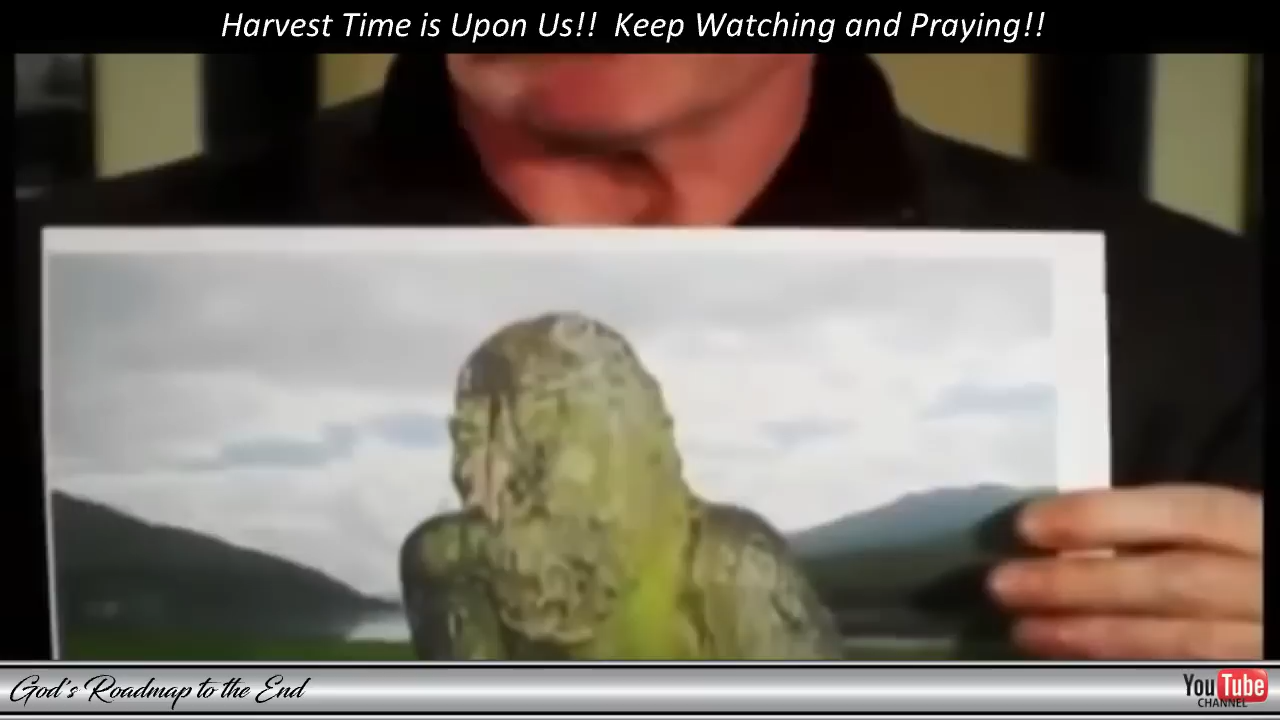 Harvest Time is Upon Us!!  Keep Watching and Praying!!
God's Roadmap to the End
YouTube
CHANNEL